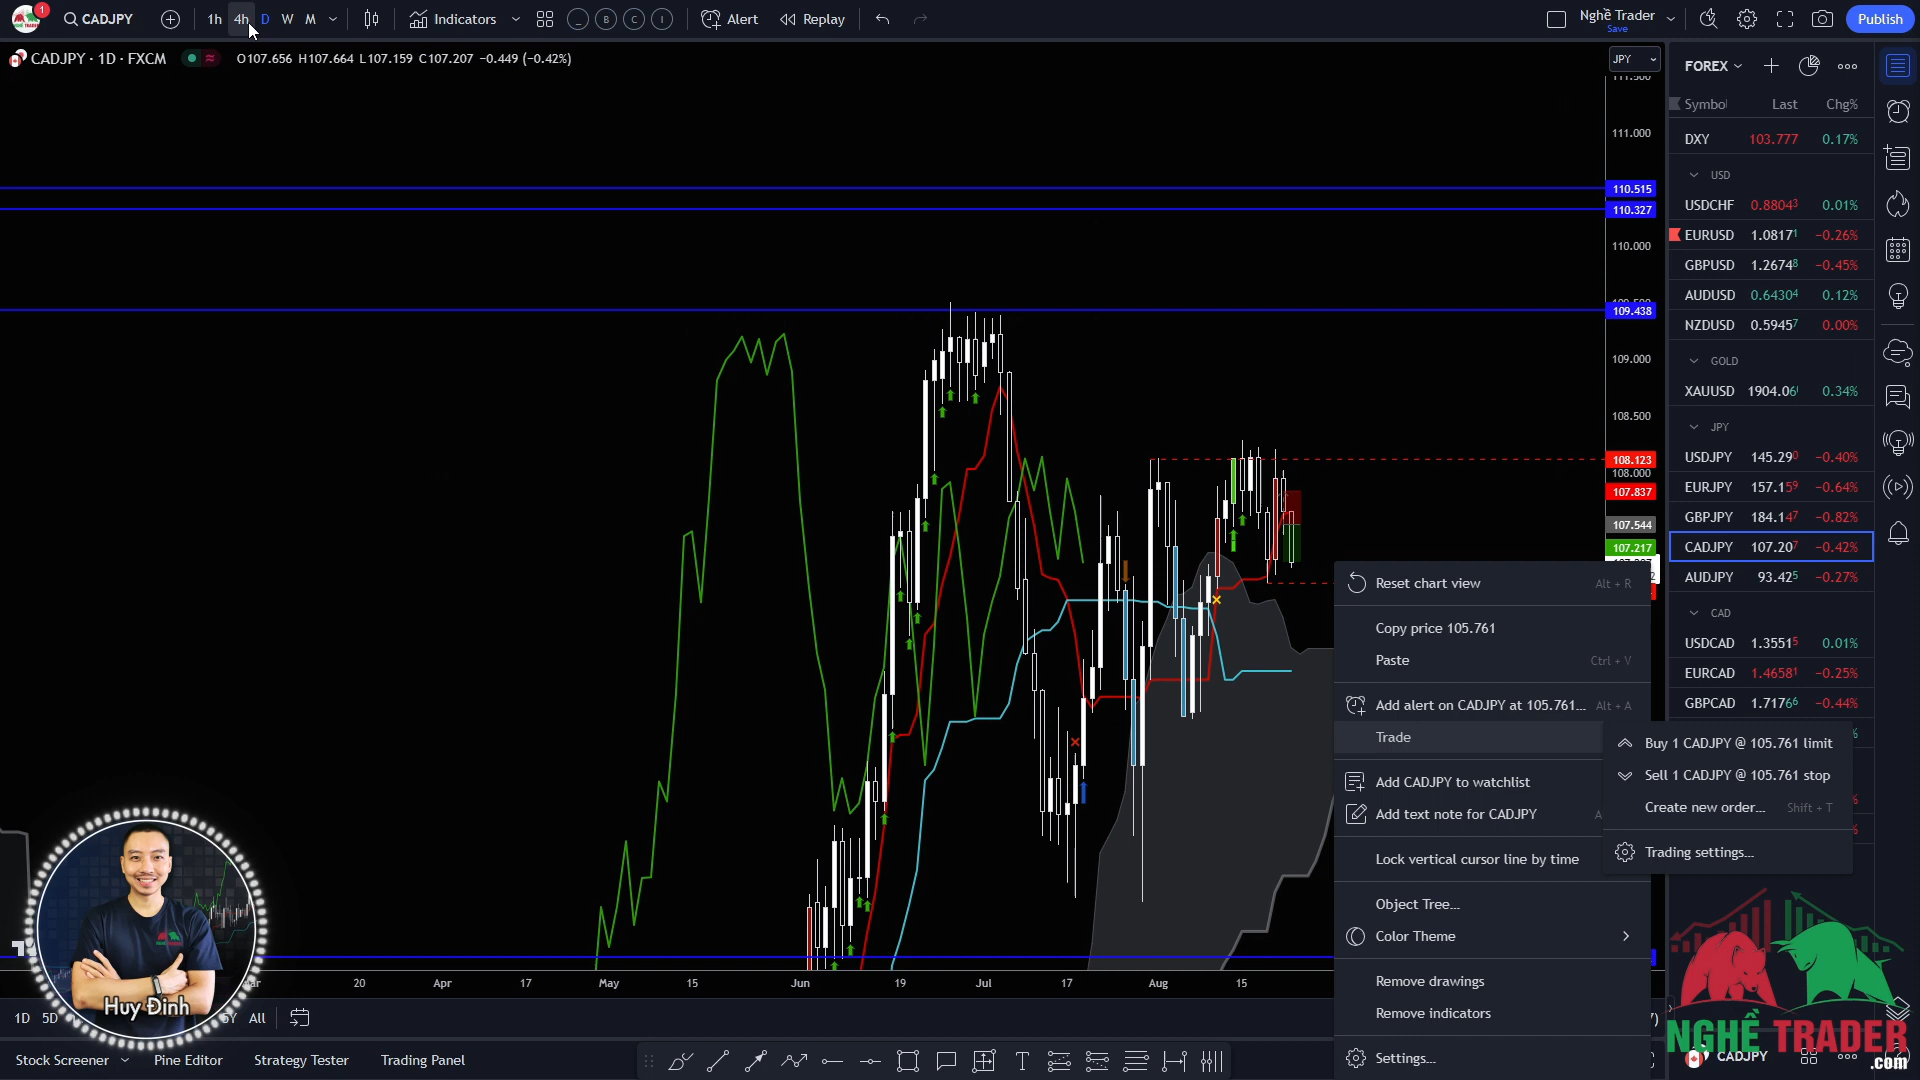 1
CADJPY
1h 4h D W M
Indicators
B C I
Alert
Replay
Nghề Trader
Save
Publish
CADJPY · 1D · FXCM
O107.656 H107.664 L107.159 C107.207 −0.449 (−0.42%)
JPY
111.000
110.515
110.327
110.000
109.438
109.000
108.500
108.123
108.000
107.837
107.544
107.217
FOREX
Symbol Last Chg%
DXY 103.777 0.17%
USD
USDCHF 0.88043 0.01%
EURUSD 1.08171 −0.26%
GBPUSD 1.26748 −0.45%
AUDUSD 0.64304 0.12%
NZDUSD 0.59457 0.00%
GOLD
XAUUSD 1904.06 0.34%
JPY
USDJPY 145.290 −0.40%
EURJPY 157.159 −0.64%
GBPJPY 184.147 −0.82%
CADJPY 107.207 −0.42%
AUDJPY 93.425 −0.27%
CAD
USDCAD 1.35515 0.01%
EURCAD 1.46581 −0.25%
GBPCAD 1.71766 −0.44%
Reset chart view Alt + R
Copy price 105.761
Paste Ctrl + V
Add alert on CADJPY at 105.761... Alt + A
Trade
Add CADJPY to watchlist
Add text note for CADJPY
Lock vertical cursor line by time
Object Tree...
Color Theme
Remove drawings
Remove indicators
Settings...
Buy 1 CADJPY @ 105.761 limit
Sell 1 CADJPY @ 105.761 stop
Create new order... Shift + T
Trading settings...
20 Apr 17 May 15 Jun 19 Jul 17 Aug 15
1D 5D All
Huy Đinh
Stock Screener
Pine Editor
Strategy Tester
Trading Panel
NGHỀ TRADER
.com
CADJPY